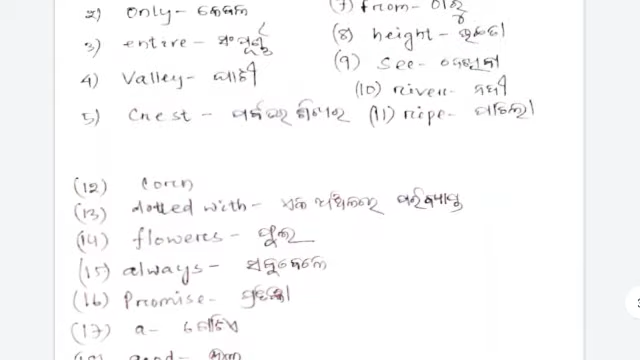 2) Only - କେବଳ
(7) From - ଠାରୁ
3) entire - ସଂପୂର୍ଣ୍ଣ
(8) height - ଉଚ୍ଚତା
4) Valley - ଘାଟୀ
(9) See - ଦେଖିବା
(10) River - ନଦୀ
5) Crest - ପର୍ବତର ଶିଖର
(11) ripe - ପାଚିଲା
(12) Corn
(13) dotted with -
(14) flowers - ଫୁଲ
(15) always - ସବୁବେଳେ
(16) Promise -
(17) a - ଗୋଟିଏ
good - ଭଲ